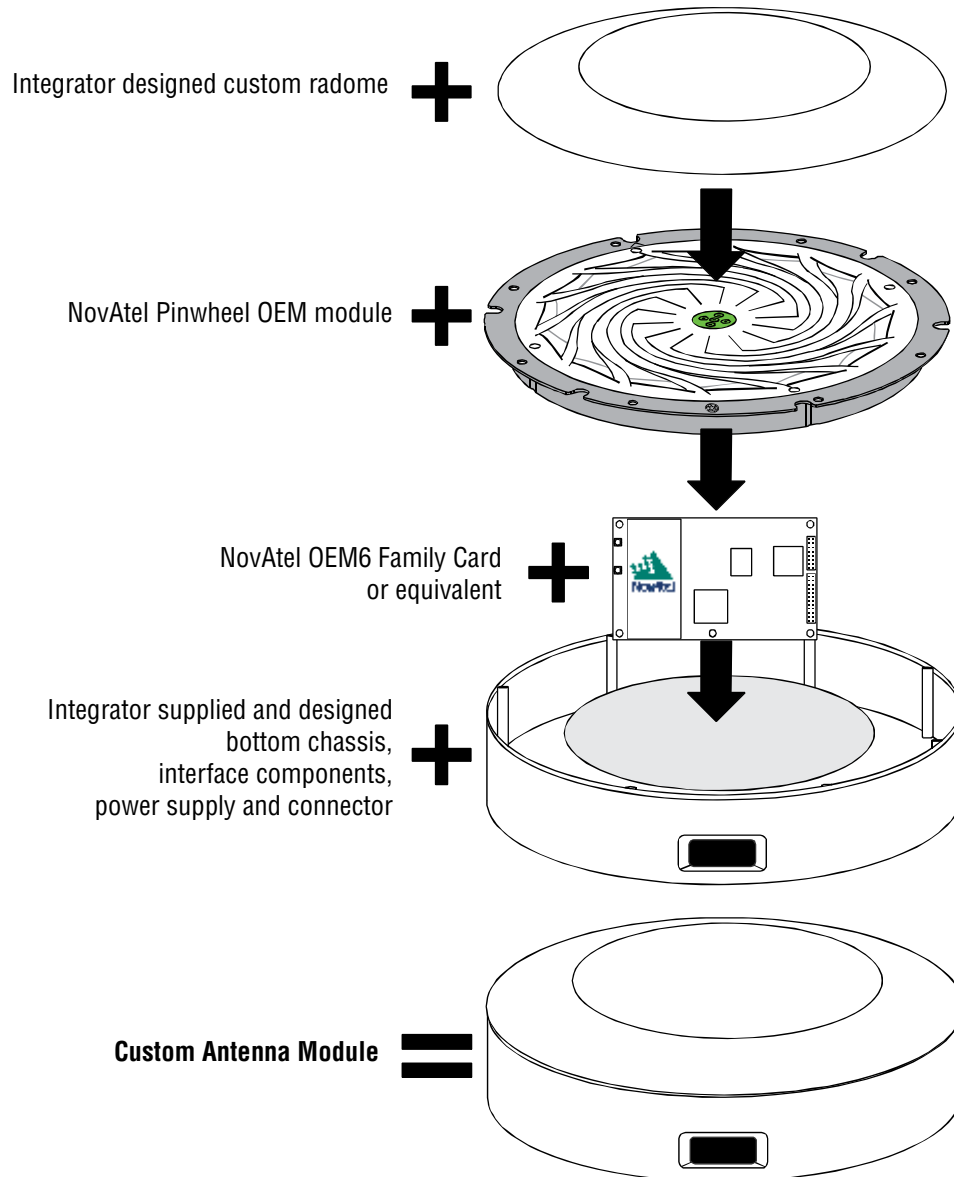 Integrator designed custom radome
NovAtel Pinwheel OEM module
NovAtel OEM6 Family Card
or equivalent
NovAtel
Integrator supplied and designed
bottom chassis,
interface components,
power supply and connector
Custom Antenna Module